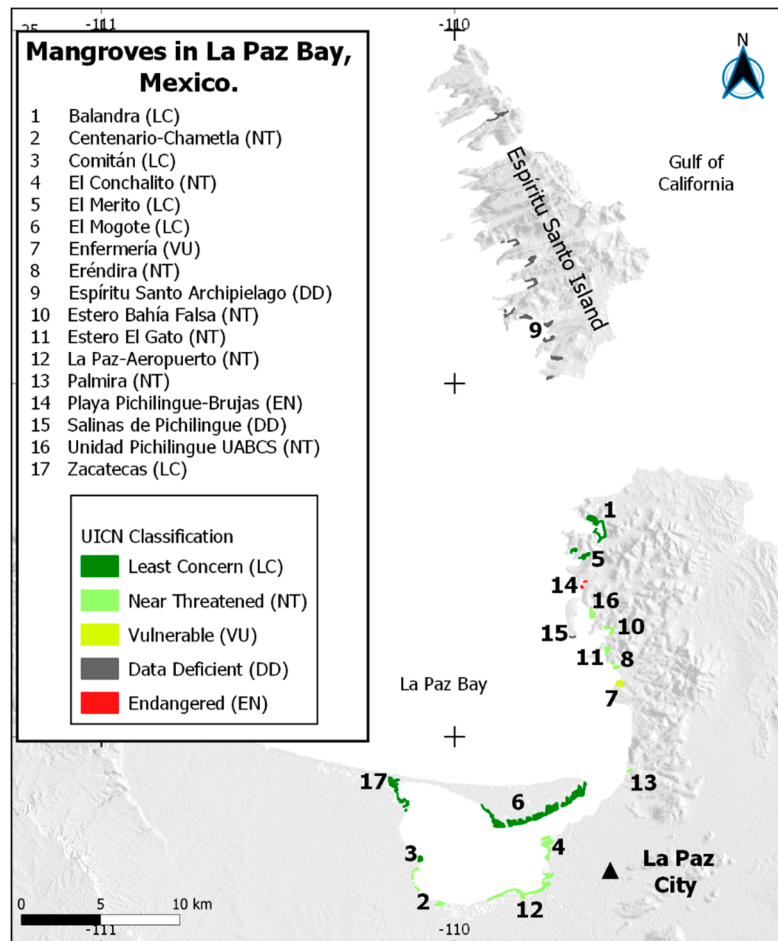 -111
-110
25
Mangroves in La Paz Bay,
Mexico.
N
1 Balandra (LC)
2 Centenario-Chametla (NT)
3 Comitán (LC)
4 El Conchalito (NT)
5 El Merito (LC)
6 El Mogote (LC)
7 Enfermería (VU)
8 Eréndira (NT)
9 Espíritu Santo Archipielago (DD)
10 Estero Bahía Falsa (NT)
11 Estero El Gato (NT)
12 La Paz-Aeropuerto (NT)
13 Palmira (NT)
14 Playa Pichilingue-Brujas (EN)
15 Salinas de Pichilingue (DD)
16 Unidad Pichilingue UABCS (NT)
17 Zacatecas (LC)
UICN Classification
Least Concern (LC)
Near Threatened (NT)
Vulnerable (VU)
Data Deficient (DD)
Endangered (EN)
Gulf of
California
Espíritu Santo Island
9
1
5
14
16
15
10
11
8
7
La Paz Bay
13
17
6
4
3
La Paz
City
2
12
0 5 10 km
-111
-110